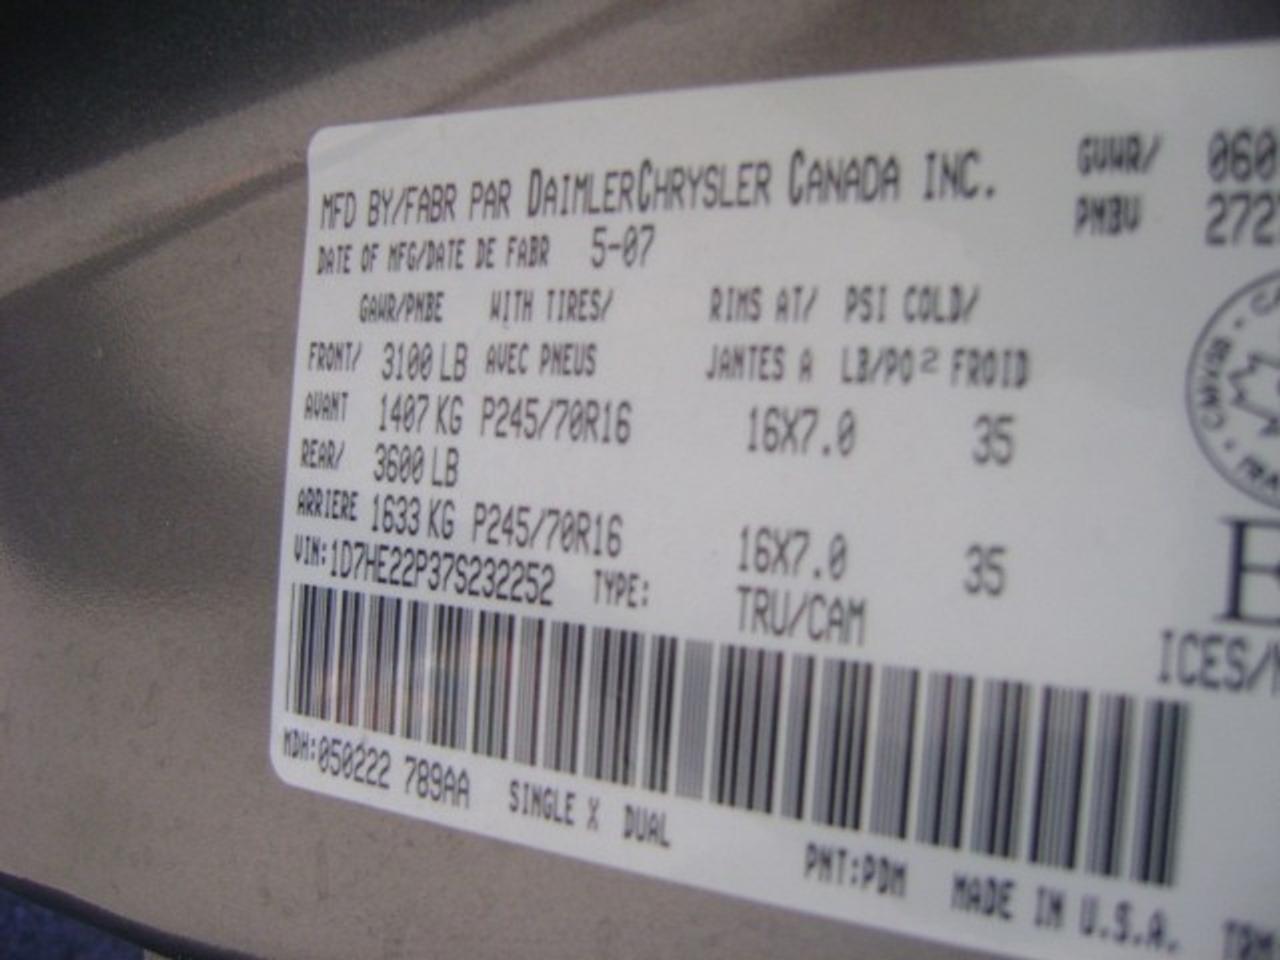 MFD BY/FABR PAR DAIMLERCHRYSLER CANADA INC.
GVWR/ 060
PNBV 272
DATE OF MFG/DATE DE FABR 5-07
GAWR/PNBE WITH TIRES/ RIMS AT/ PSI COLD/
FRONT/ 3100 LB AVEC PNEUS JANTES A LB/PO² FROID
AVANT 1407 KG P245/70R16 16X7.0 35
REAR/ 3600 LB
ARRIERE 1633 KG P245/70R16 16X7.0 35
VIN:1D7HE22P37S232252 TYPE: TRU/CAM
ICES/
MDH:050222 789AA SINGLE X DUAL
PNT:PDM MADE IN U.S.A.